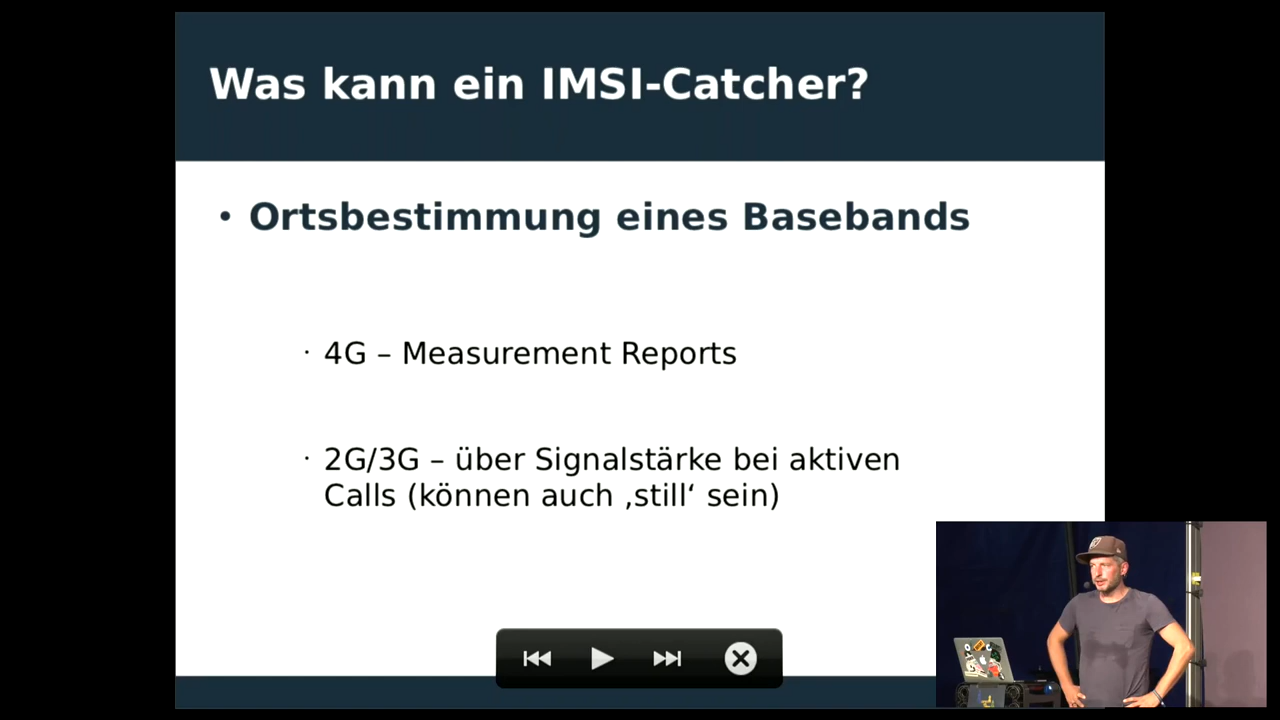 Was kann ein IMSI-Catcher?
• Ortsbestimmung eines Basebands
· 4G – Measurement Reports
· 2G/3G – über Signalstärke bei aktiven
Calls (können auch ‚still‘ sein)